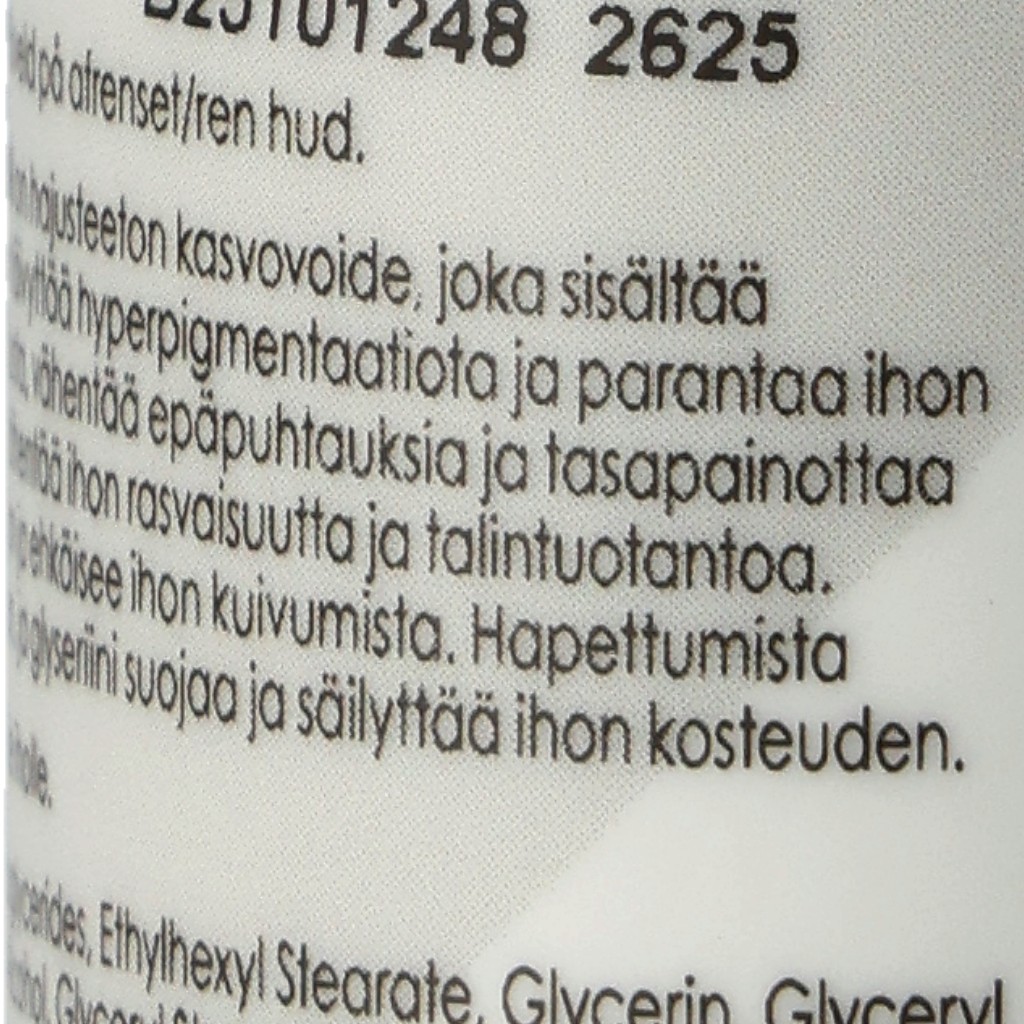 2625
på afrenset/ren hud.
hajusteeton kasvovoide, joka sisältää
hyperpigmentaatiota ja parantaa ihon
vähentää epäpuhtauksia ja tasapainottaa
ihon rasvaisuutta ja talintuotantoa.
ehkäisee ihon kuivumista. Hapettumista
glyseriini suojaa ja säilyttää ihon kosteuden.
Ethylhexyl Stearate, Glycerin, Glyceryl
Glyceryl